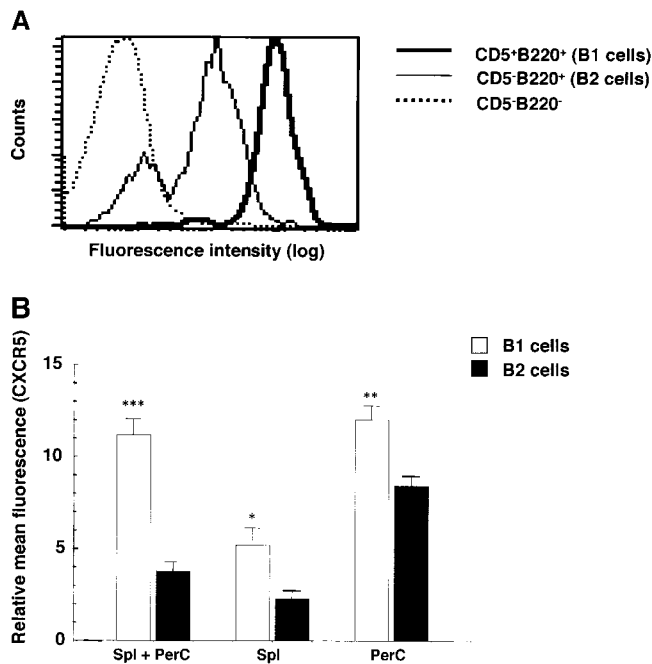 A
Counts
Fluorescence intensity (log)
CD5⁺B220⁺ (B1 cells)
CD5⁻B220⁺ (B2 cells)
CD5⁻B220⁻
B
Relative mean fluorescence (CXCR5)
15
10
5
0
***
*
**
Spl + PerC
Spl
PerC
B1 cells
B2 cells